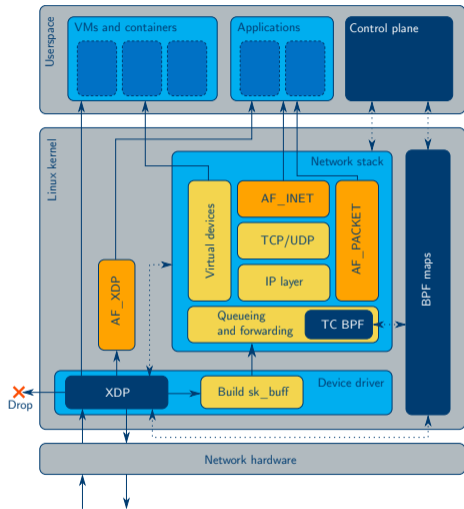 Userspace
VMs and containers
Applications
Control plane
Linux kernel
Network stack
Virtual devices
AF_INET
TCP/UDP
IP layer
AF_PACKET
BPF maps
AF_XDP
Queueing
and forwarding
TC BPF
Device driver
Drop
XDP
Build sk_buff
Network hardware